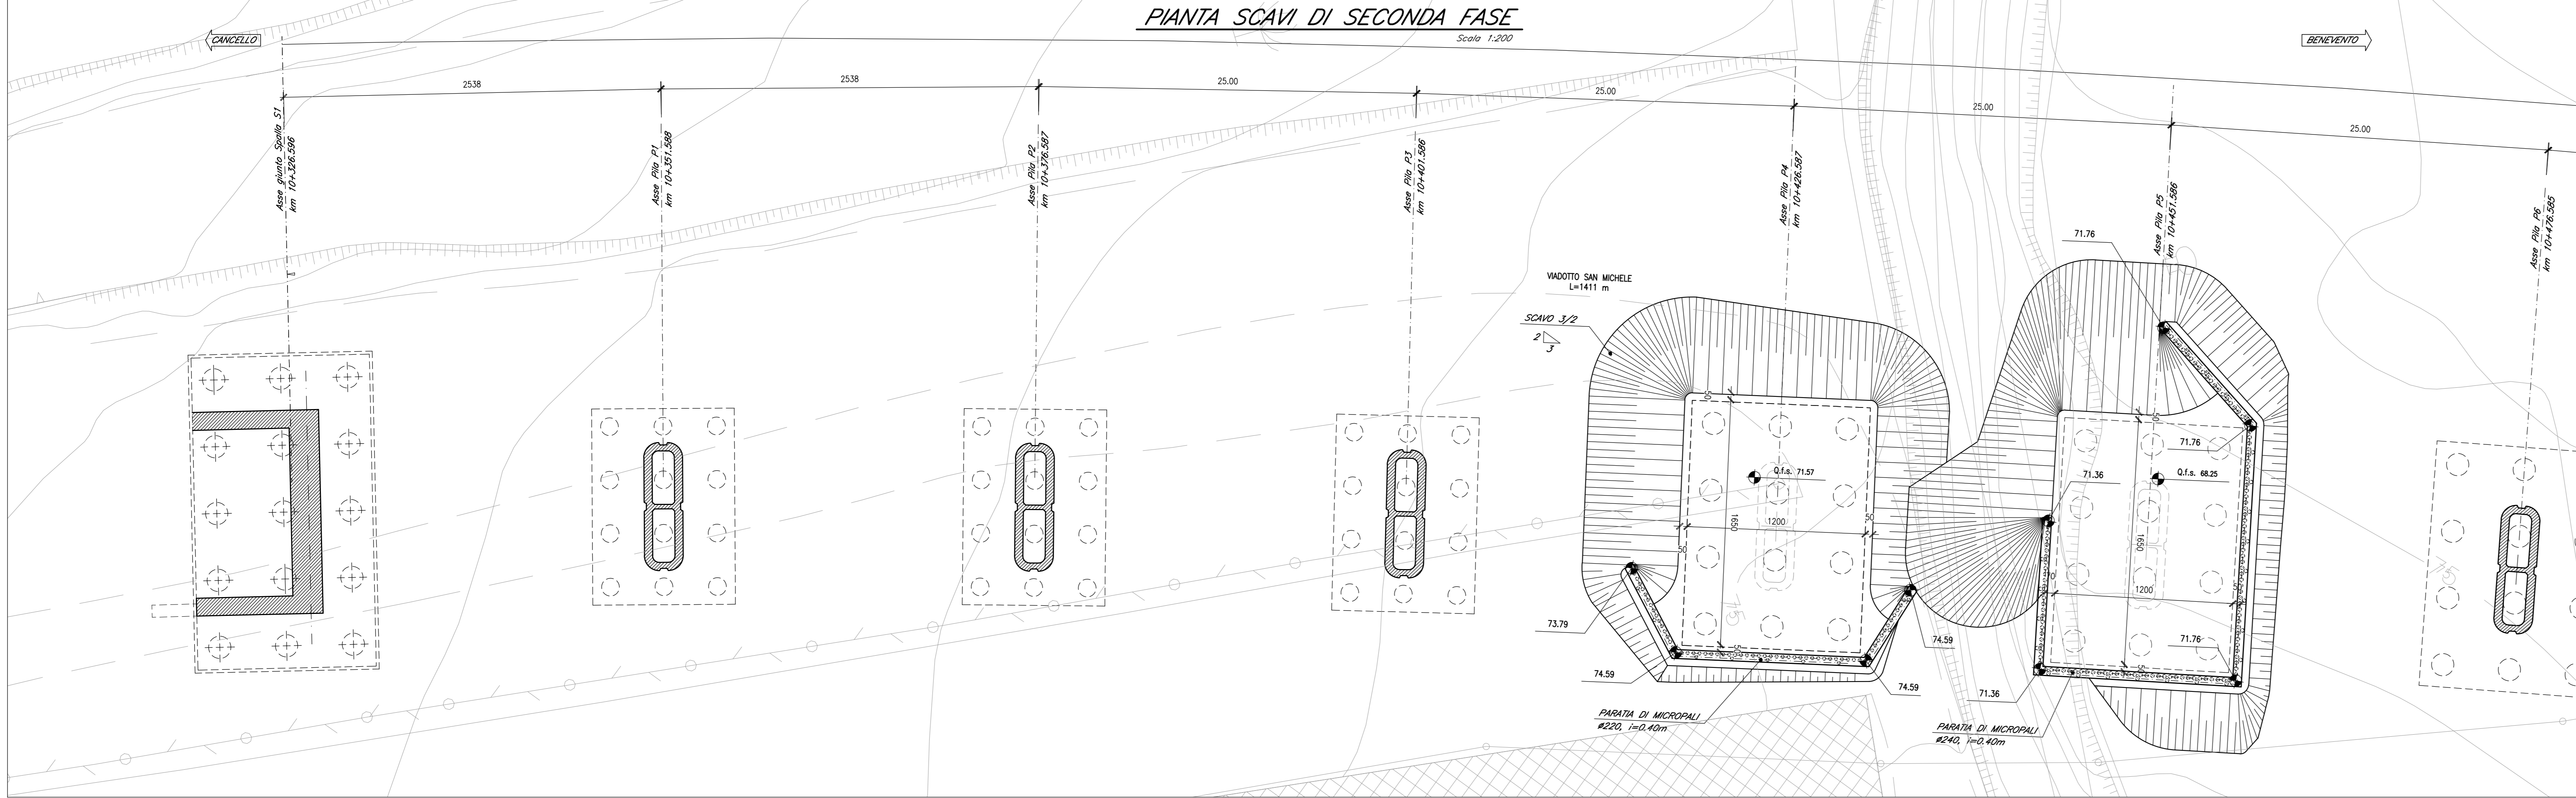 PIANTA SCAVI DI SECONDA FASE
Scala 1:200
CANCELLO
BENEVENTO
2538
2538
25.00
25.00
25.00
25.00
Asse giunto Spalla S1
km 10+326.596
Asse Pila P1
km 10+351.588
Asse Pila P2
km 10+376.587
Asse Pila P3
km 10+401.586
Asse Pila P4
km 10+426.587
Asse Pila P5
km 10+451.586
Asse Pila P6
km 10+476.585
VIADOTTO SAN MICHELE
L=1411 m
SCAVO 3/2
2
3
50
Q.f.s. 71.57
1650
1200
50
50
50
73.79
74.59
74.59
74.59
PARATIA DI MICROPALI
ø220, i=0.40m
71.76
50
71.76
Q.f.s. 68.25
71.36
1650
1200
71.76
50
71.36
PARATIA DI MICROPALI
ø240, i=0.40m
75
75